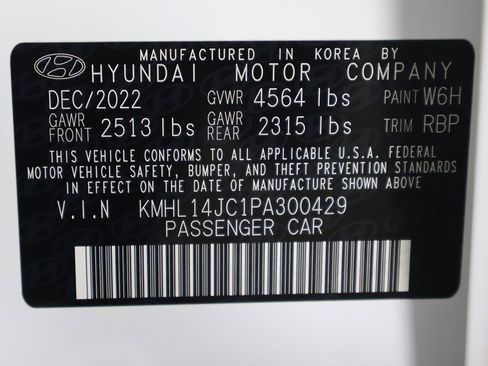 MANUFACTURED IN KOREA BY
HYUNDAI MOTOR COMPANY
DEC/2022 GVWR 4564 lbs PAINT W6H
GAWR FRONT 2513 lbs GAWR REAR 2315 lbs TRIM RBP
THIS VEHICLE CONFORMS TO ALL APPLICABLE U.S.A. FEDERAL
MOTOR VEHICLE SAFETY, BUMPER, AND THEFT PREVENTION STANDARDS
IN EFFECT ON THE DATE OF MANUFACTURE SHOWN ABOVE
V.I.N KMHL14JC1PA300429
PASSENGER CAR